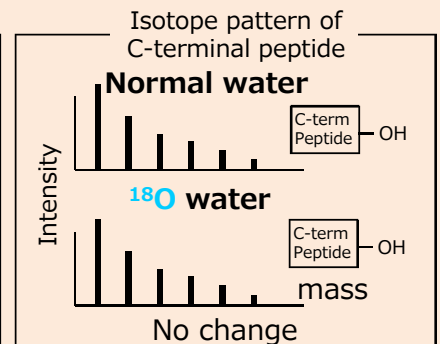 Isotope pattern of
C-terminal peptide
Normal water
C-term
Peptide
OH
Intensity
¹⁸O water
C-term
Peptide
OH
mass
No change